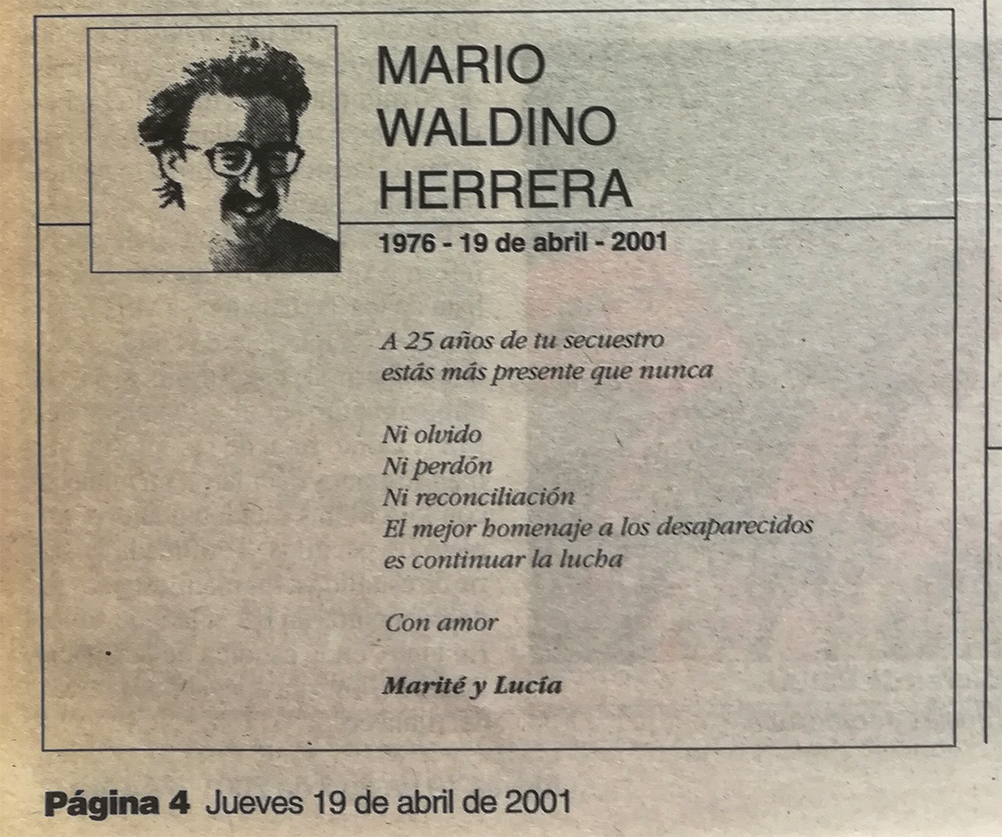 MARIO
WALDINO
HERRERA
1976 - 19 de abril - 2001
A 25 años de tu secuestro
estás más presente que nunca
Ni olvido
Ni perdón
Ni reconciliación
El mejor homenaje a los desaparecidos
es continuar la lucha
Con amor
Marité y Lucía
Página 4 Jueves 19 de abril de 2001